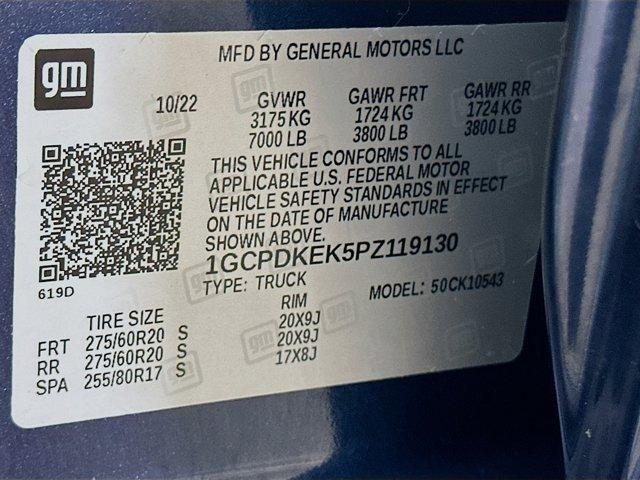 gm
MFD BY GENERAL MOTORS LLC
10/22 GVWR GAWR FRT GAWR RR
3175 KG 1724 KG 1724 KG
7000 LB 3800 LB 3800 LB
THIS VEHICLE CONFORMS TO ALL
APPLICABLE U.S. FEDERAL MOTOR
VEHICLE SAFETY STANDARDS IN EFFECT
ON THE DATE OF MANUFACTURE
SHOWN ABOVE.
1GCPDKEK5PZ119130
619D
TYPE: TRUCK MODEL: 50CK10543
TIRE SIZE RIM
FRT 275/60R20 S 20X9J
RR 275/60R20 S 20X9J
SPA 255/80R17 S 17X8J